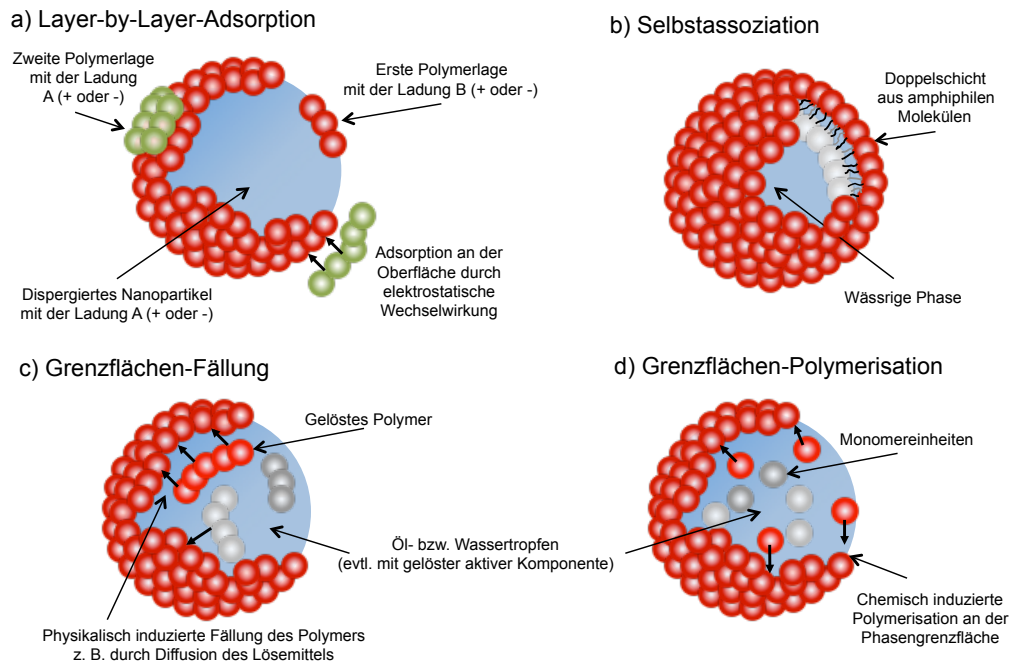 a) Layer-by-Layer-Adsorption
Zweite Polymerlage
mit der Ladung
A (+ oder -)
Erste Polymerlage
mit der Ladung B (+ oder -)
Dispergiertes Nanopartikel
mit der Ladung A (+ oder -)
Adsorption an der
Oberfläche durch
elektrostatische
Wechselwirkung
b) Selbstassoziation
Doppelschicht
aus amphiphilen
Molekülen
Wässrige Phase
c) Grenzflächen-Fällung
Gelöstes Polymer
Öl- bzw. Wassertropfen
(evtl. mit gelöster aktiver Komponente)
Physikalisch induzierte Fällung des Polymers
z. B. durch Diffusion des Lösemittels
d) Grenzflächen-Polymerisation
Monomereinheiten
Chemisch induzierte
Polymerisation an der
Phasengrenzfläche